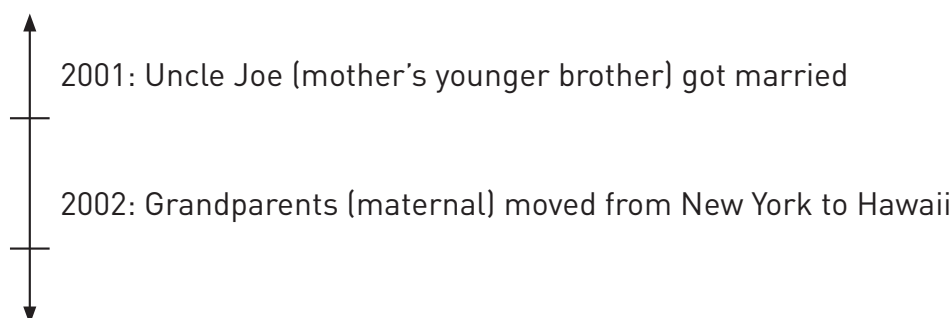 2001: Uncle Joe (mother’s younger brother) got married
2002: Grandparents (maternal) moved from New York to Hawaii